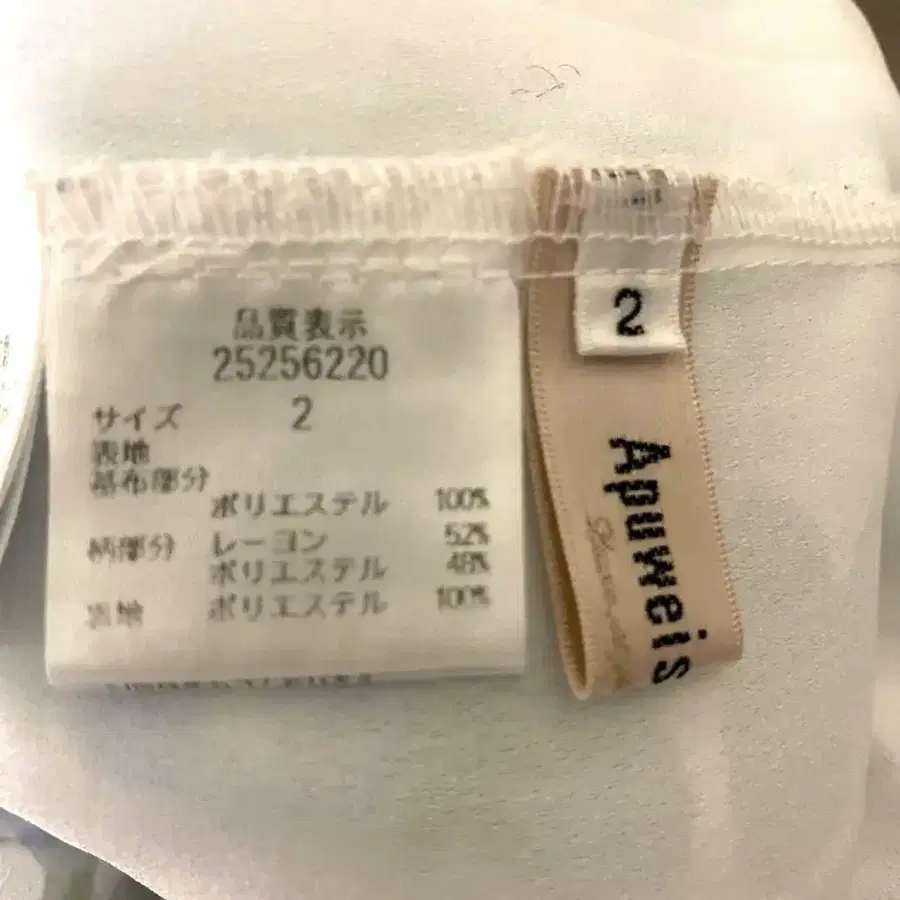 品質表示
25256220
サイズ 2
表地
基布部分
ポリエステル 100%
柄部分 レーヨン 52%
ポリエステル 48%
裏地 ポリエステル 100%
2
Apuweis